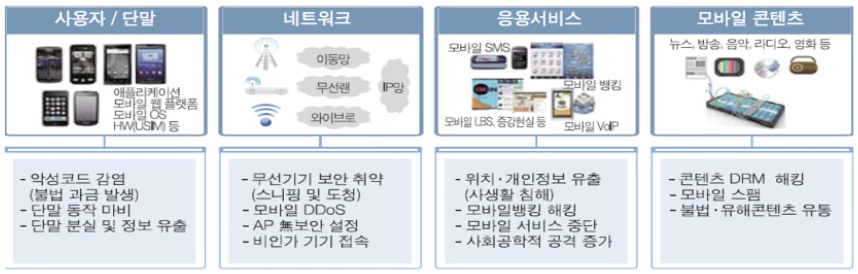 사용자 / 단말
애플리케이션
모바일 웹 플랫폼
모바일 OS
HW(USIM) 등
- 악성코드 감염
(불법 과금 발생)
- 단말 동작 마비
- 단말 분실 및 정보 유출
네트워크
이동망
무선랜
IP망
와이브로
- 무선기기 보안 취약
(스니핑 및 도청)
- 모바일 DDoS
- AP 無보안 설정
- 비인가 기기 접속
응용서비스
모바일 SMS
모바일 뱅킹
모바일 LBS, 증강현실 등
모바일 VoIP
- 위치·개인정보 유출
(사생활 침해)
- 모바일뱅킹 해킹
- 모바일 서비스 중단
- 사회공학적 공격 증가
모바일 콘텐츠
뉴스, 방송, 음악, 라디오, 영화 등
- 콘텐츠 DRM 해킹
- 모바일 스팸
- 불법·유해콘텐츠 유통